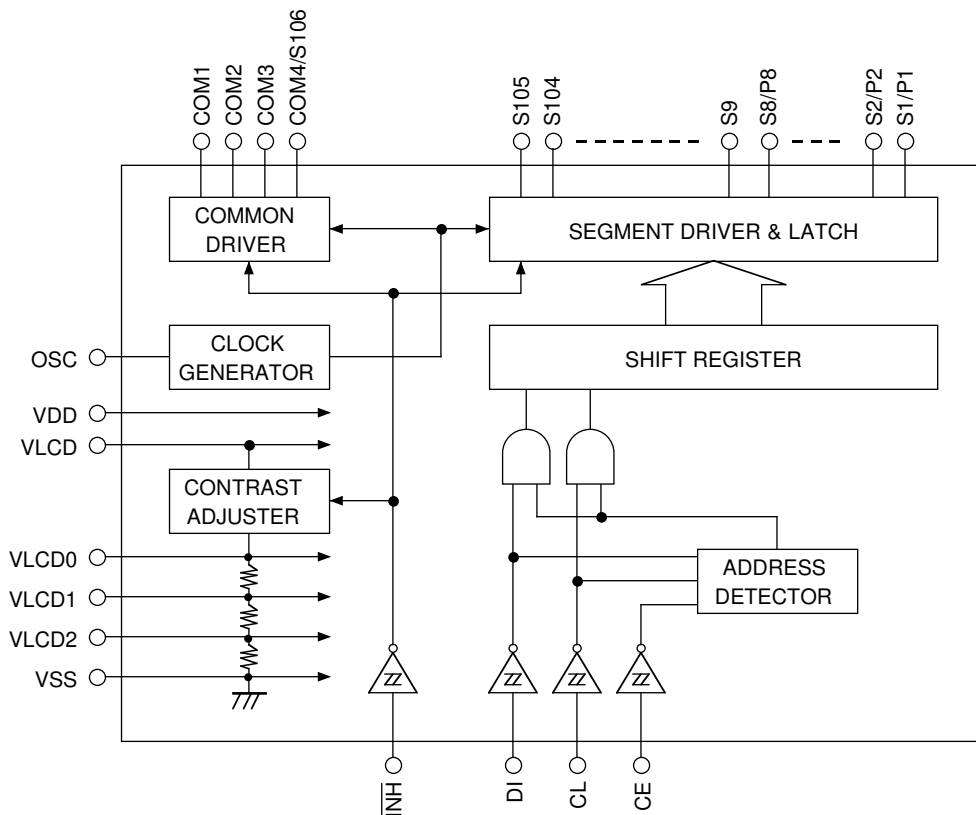 COM1
COM2
COM3
COM4/S106
S105
S104
S9
S8/P8
S2/P2
S1/P1
COMMON
DRIVER
SEGMENT DRIVER & LATCH
OSC
CLOCK
GENERATOR
SHIFT REGISTER
VDD
VLCD
CONTRAST
ADJUSTER
VLCD0
VLCD1
VLCD2
VSS
ADDRESS
DETECTOR
INH
DI
CL
CE